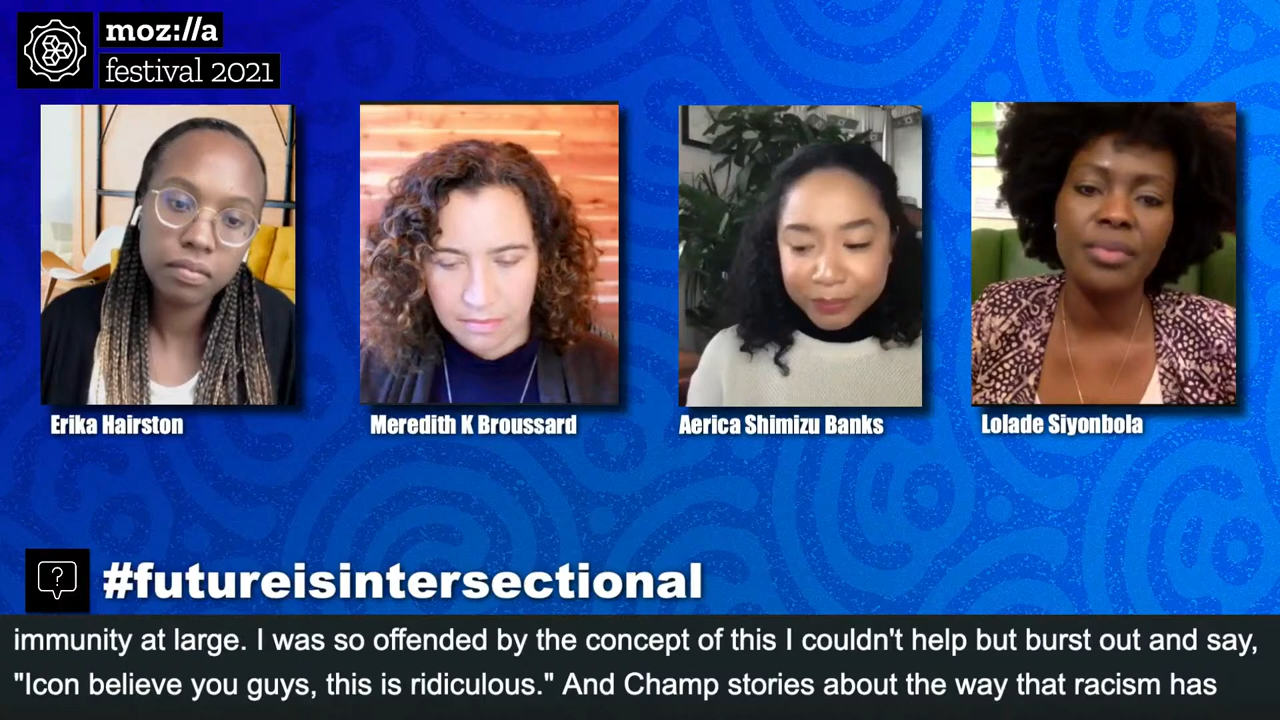 moz://a
festival 2021
Erika Hairston
Meredith K Broussard
Aerica Shimizu Banks
Lolade Siyonbola
?
#futureisintersectional
immunity at large. I was so offended by the concept of this I couldn't help but burst out and say,
"Icon believe you guys, this is ridiculous." And Champ stories about the way that racism has